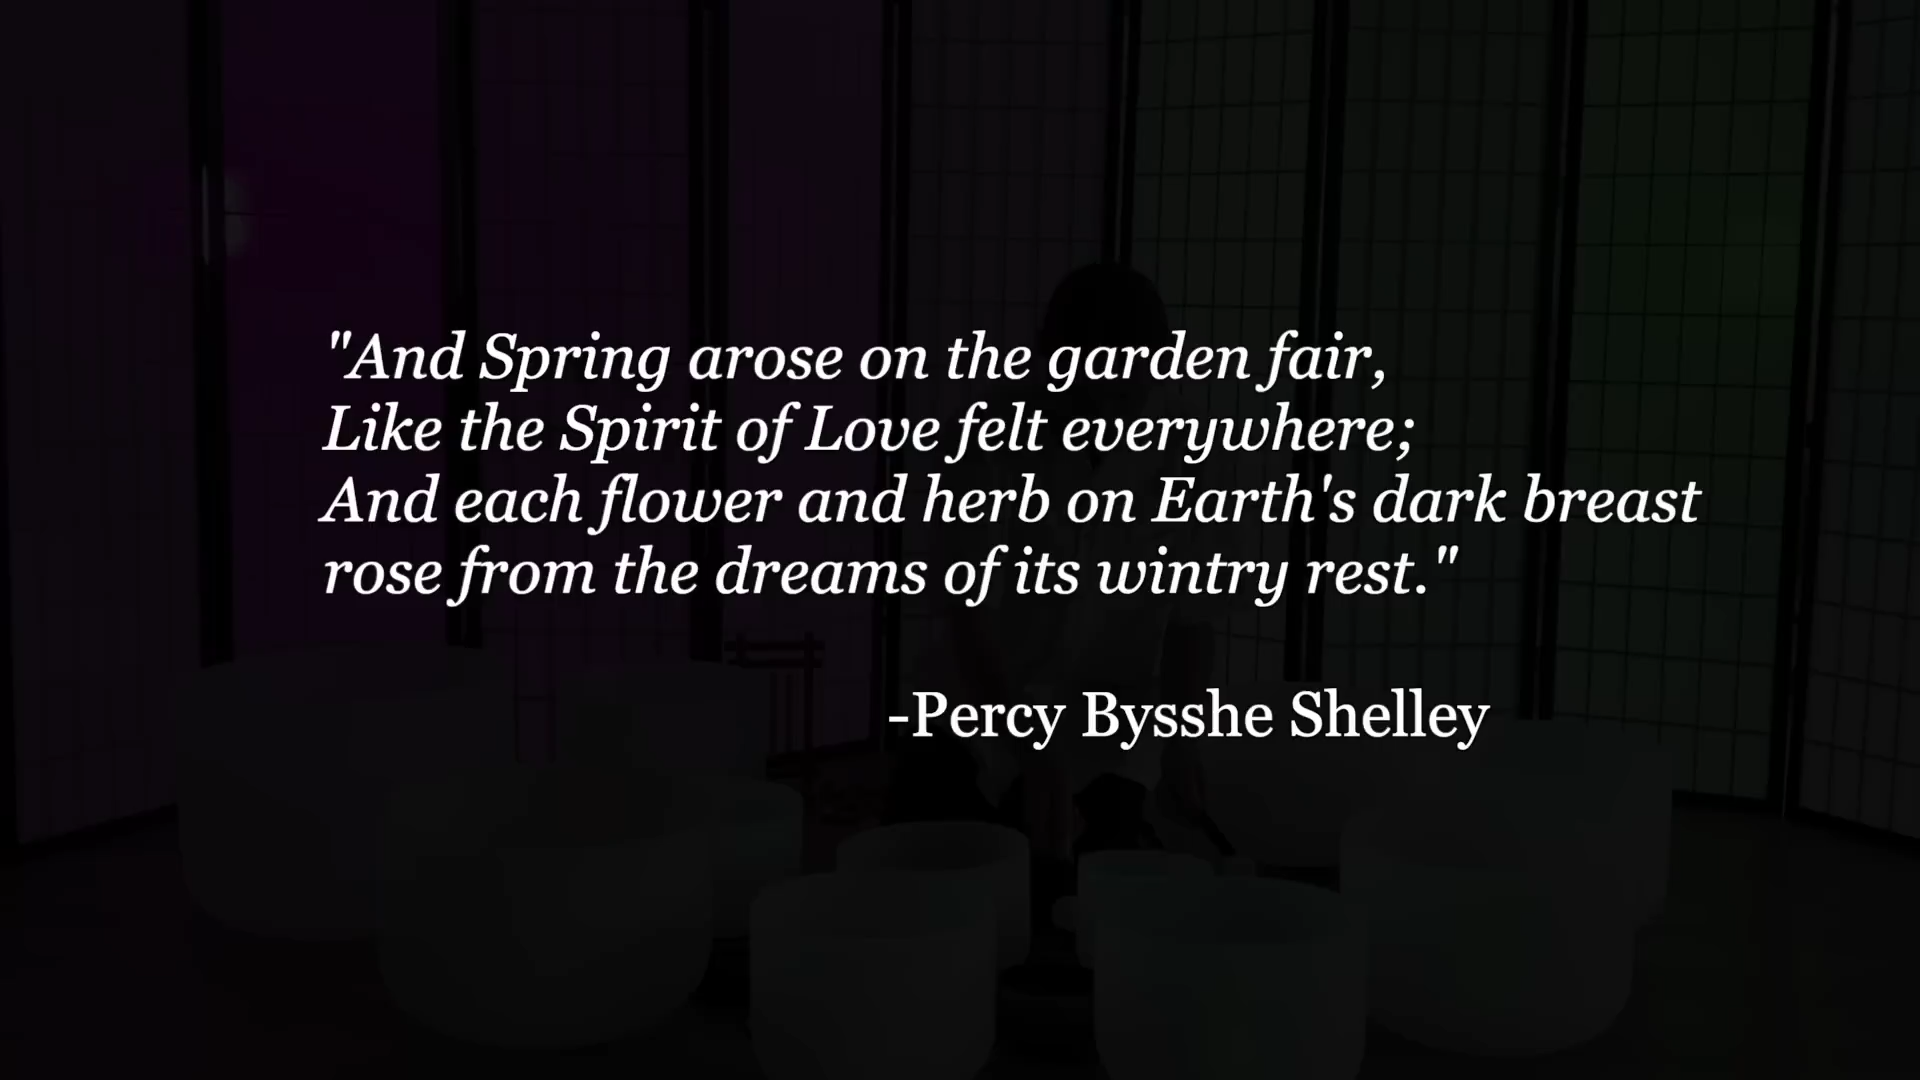 "And Spring arose on the garden fair,
Like the Spirit of Love felt everywhere;
And each flower and herb on Earth's dark breast
rose from the dreams of its wintry rest."
-Percy Bysshe Shelley